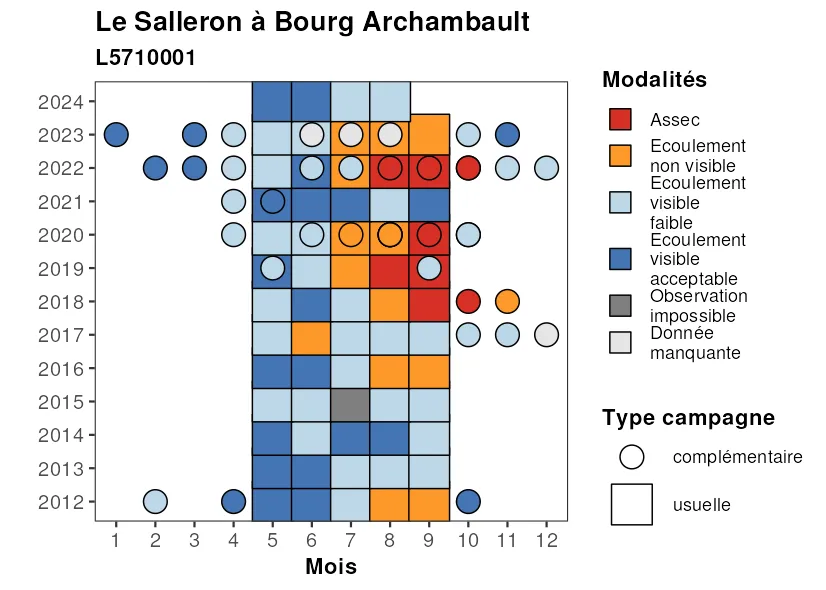 Le Salleron à Bourg Archambault
L5710001
2024
2023
2022
2021
2020
2019
2018
2017
2016
2015
2014
2013
2012
1 2 3 4 5 6 7 8 9 10 11 12
Mois
Modalités
Assec
Ecoulement
non visible
Ecoulement
visible
faible
Ecoulement
visible
acceptable
Observation
impossible
Donnée
manquante
Type campagne
complémentaire
usuelle